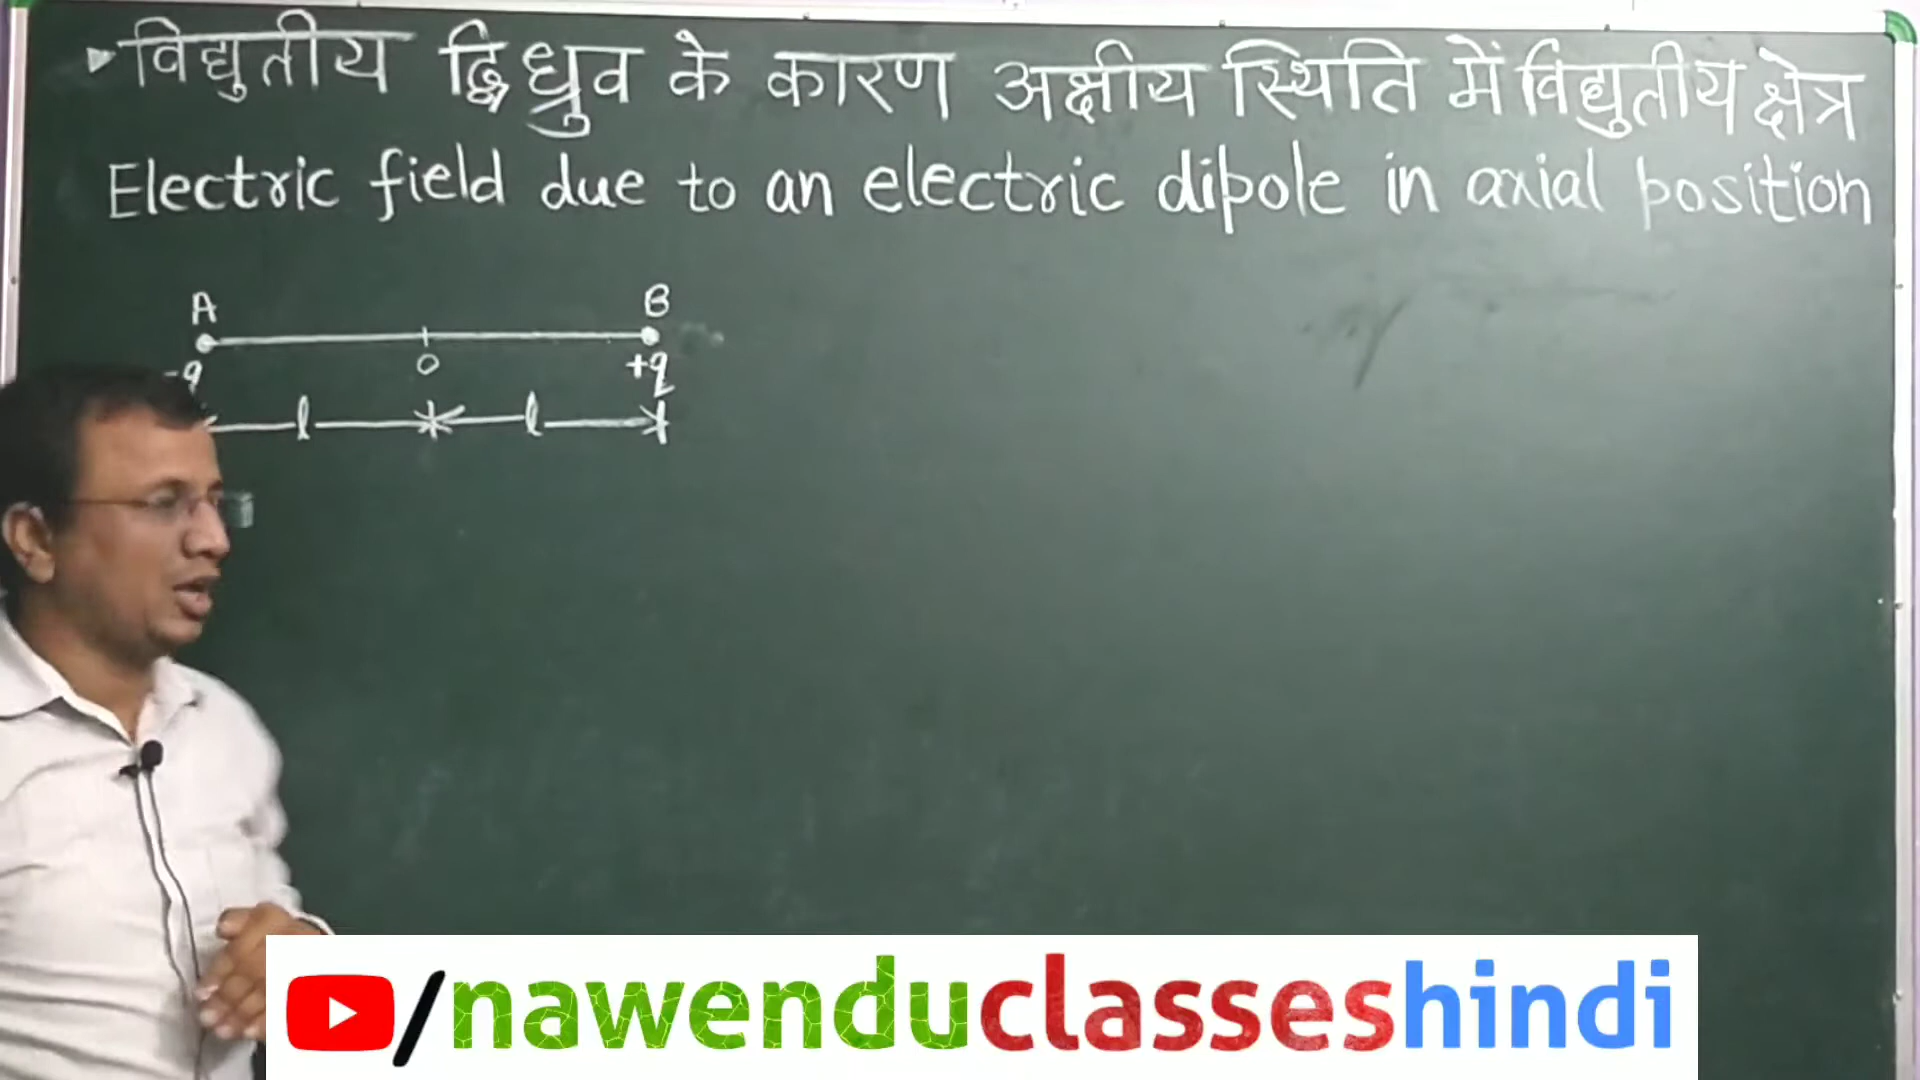 विद्युतीय द्विध्रुव के कारण अक्षीय स्थिति में विद्युतीय क्षेत्र
Electric field due to an electric dipole in axial position
A B
-q O +q
l l
/nawenduclasseshindi